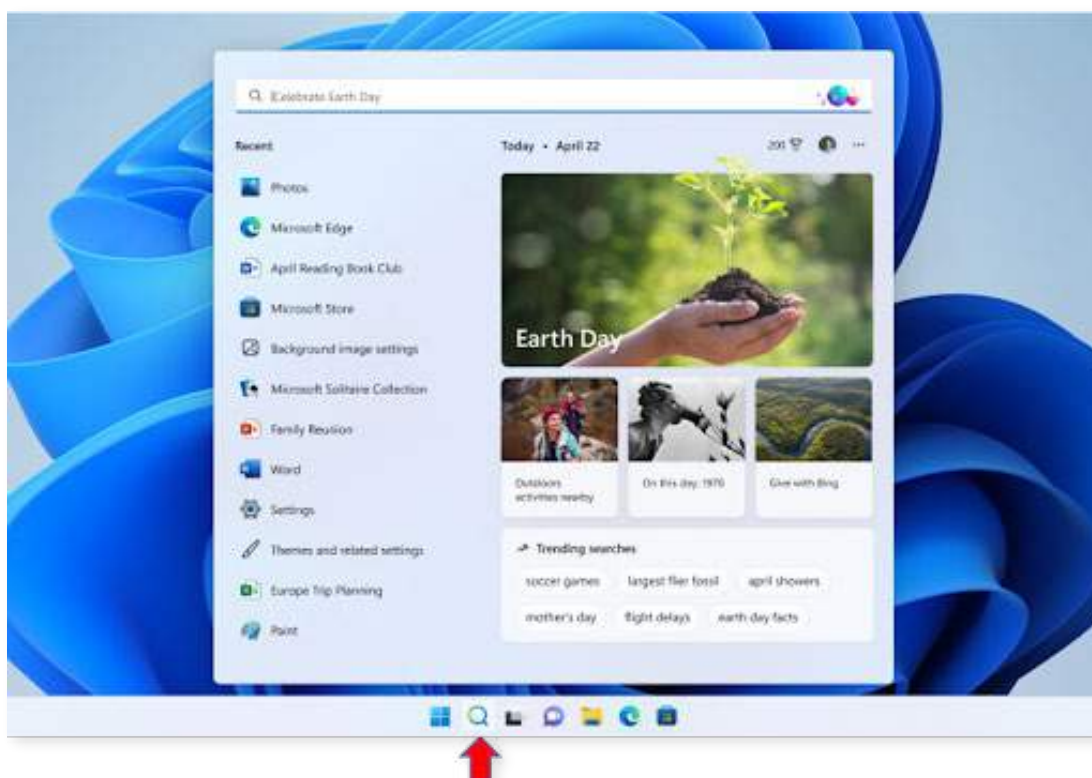 Celebrate Earth Day
Recent
Photos
Microsoft Edge
April Reading Book Club
Microsoft Store
Background image settings
Microsoft Solitaire Collection
Family Reunion
Word
Settings
Themes and related settings
Europe Trip Planning
Paint
Today • April 22
200
Earth Day
Outdoors
activities nearby
On this day: 1970
Give with Bing
Trending searches
soccer games
largest flier fossil
april showers
mother's day
flight delays
earth day facts